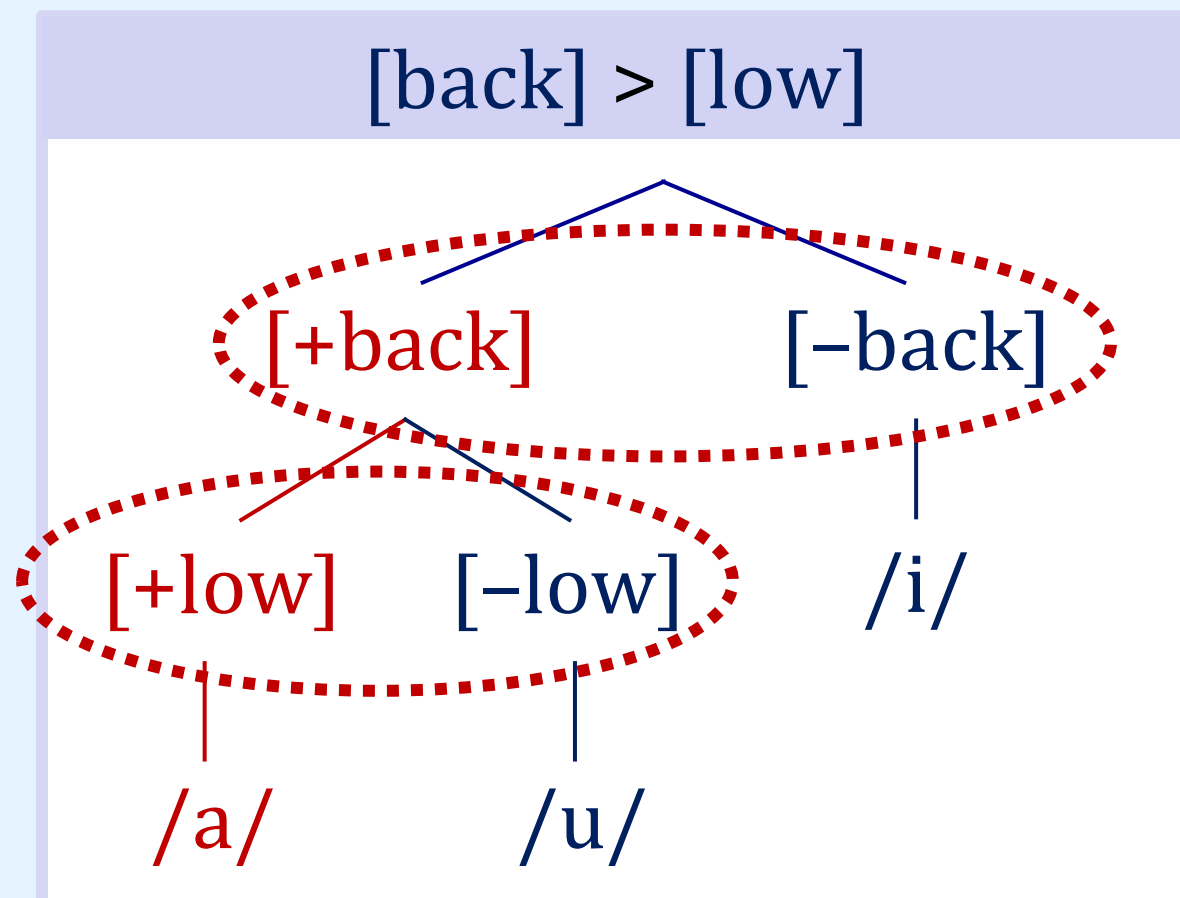 [back] > [low]
[+back] [–back]
[+low] [–low] /i/
/a/ /u/